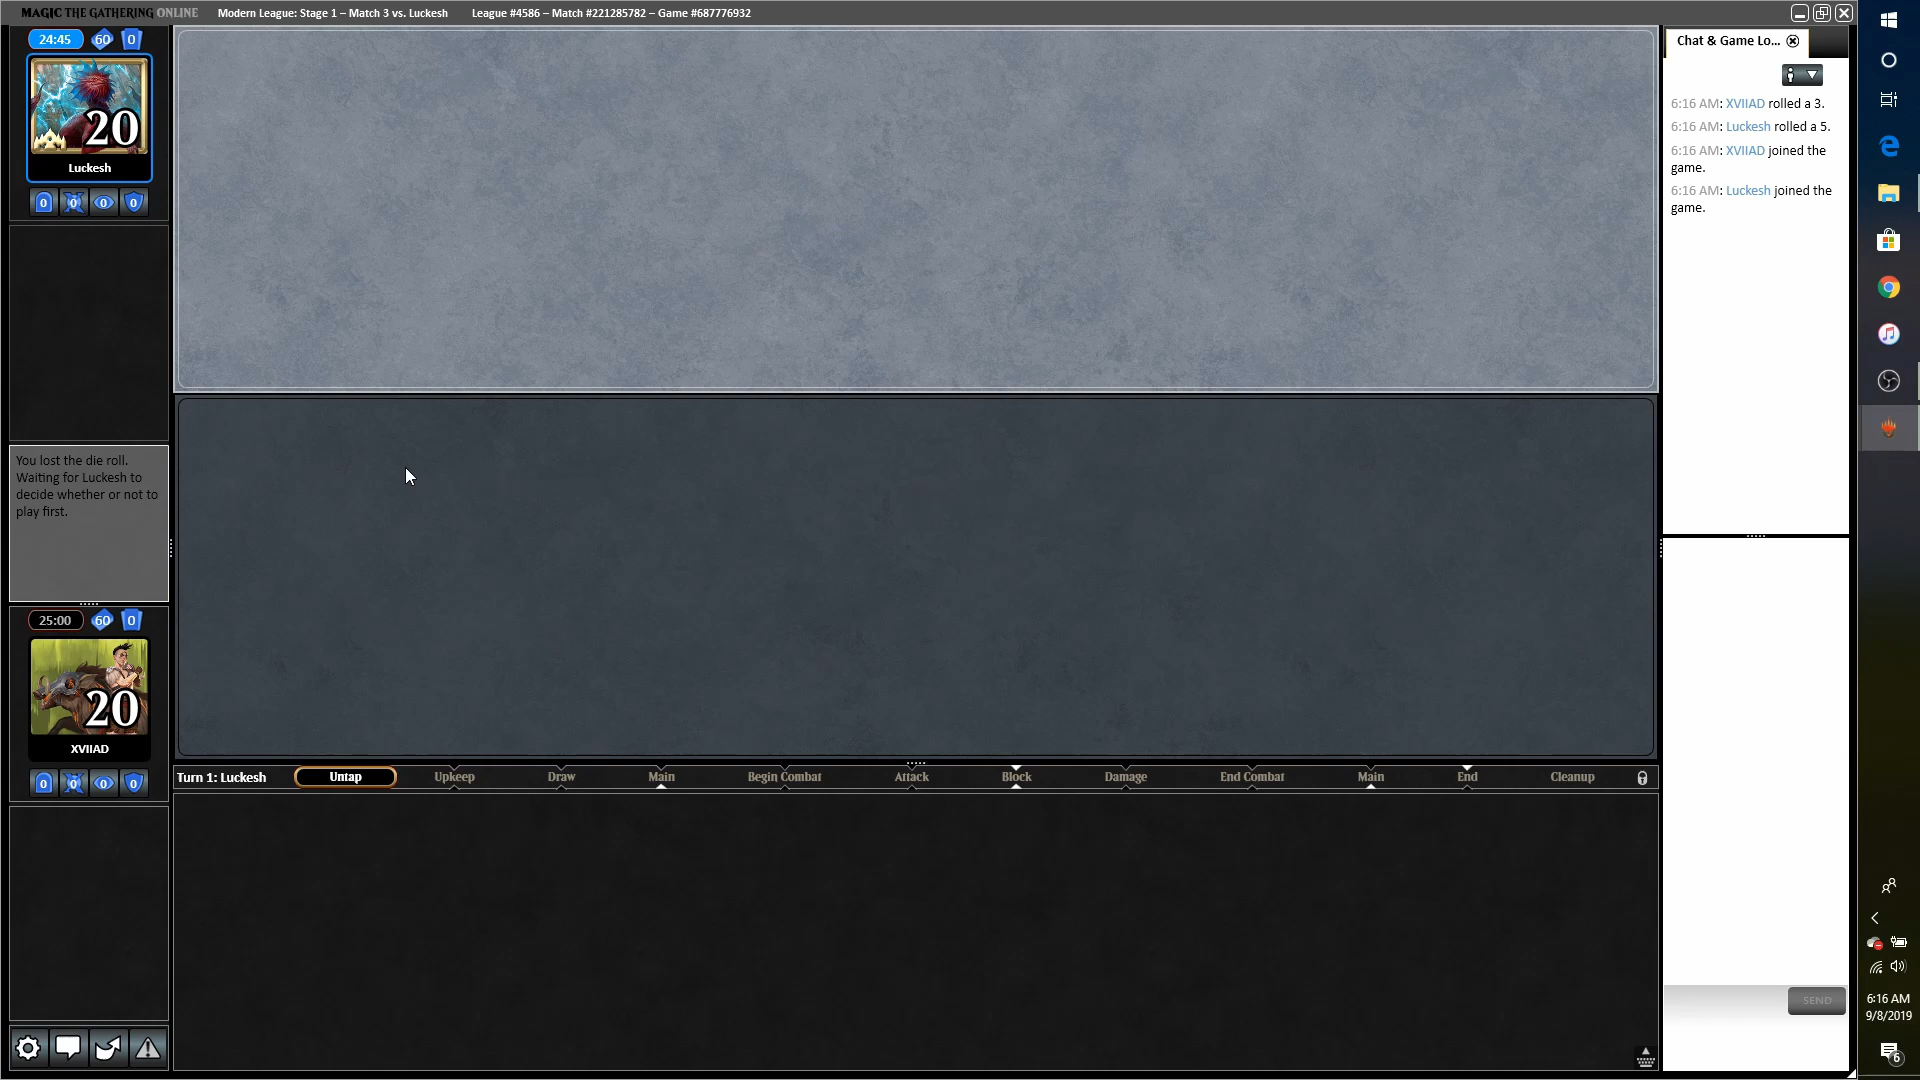 MAGIC THE GATHERING ONLINE
Modern League: Stage 1 – Match 3 vs. Luckesh
League #4586 – Match #221285782 – Game #687776932
24:45
60
0
20
Luckesh
0
0
0
0
Chat & Game Lo...
6:16 AM: XVIIAD rolled a 3.
6:16 AM: Luckesh rolled a 5.
6:16 AM: XVIIAD joined the
game.
6:16 AM: Luckesh joined the
game.
You lost the die roll.
Waiting for Luckesh to
decide whether or not to
play first.
25:00
60
0
20
XVIIAD
0
0
0
0
Turn 1: Luckesh
Untap
Upkeep
Draw
Main
Begin Combat
Attack
Block
Damage
End Combat
Main
End
Cleanup
SEND
6:16 AM
9/8/2019
6